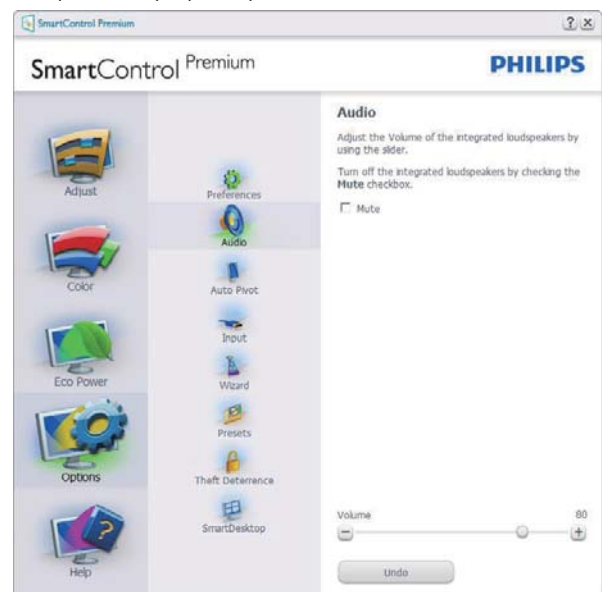 SmartControl Premium
SmartControl Premium
PHILIPS
Adjust
Color
Eco Power
Options
Help
Preferences
Audio
Auto Pivot
Input
Wizard
Presets
Theft Deterrence
SmartDesktop
Audio
Adjust the Volume of the integrated loudspeakers by
using the slider.
Turn off the integrated loudspeakers by checking the
Mute checkbox.
Mute
Volume 80
Undo